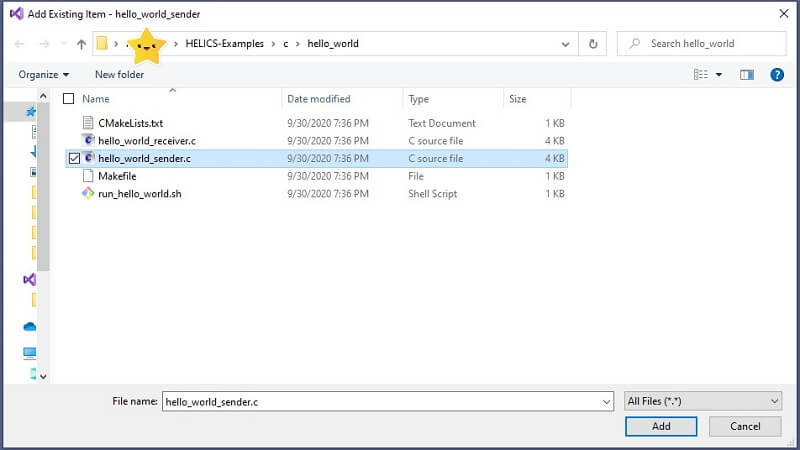 Add Existing Item - hello_world_sender
HELICS-Examples > c > hello_world
Search hello_world
Organize New folder
Name Date modified Type Size
CMakeLists.txt 9/30/2020 7:36 PM Text Document 1 KB
hello_world_receiver.c 9/30/2020 7:36 PM C source file 4 KB
hello_world_sender.c 9/30/2020 7:36 PM C source file 4 KB
Makefile 9/30/2020 7:36 PM File 1 KB
run_hello_world.sh 9/30/2020 7:36 PM Shell Script 1 KB
File name: hello_world_sender.c All Files (*.*)
Add Cancel